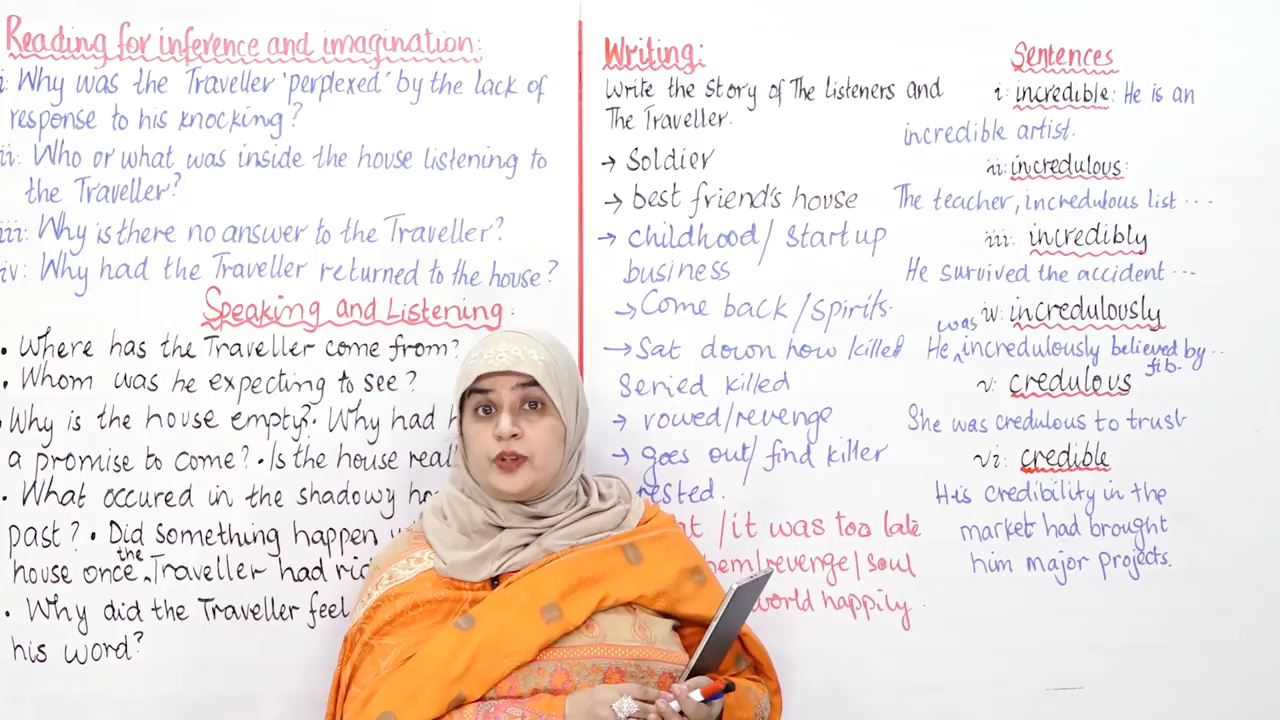 Reading for inference and imagination:
i: Why was the Traveller 'perplexed' by the lack of
response to his knocking?
ii: Who or what was inside the house listening to
the Traveller?
iii: Why is there no answer to the Traveller?
iv: Why had the Traveller returned to the house?
Speaking and Listening:
• Where has the Traveller come from?
• Whom was he expecting to see?
• Why is the house empty? • Why had
a promise to come? • Is the house
• What occured in the shadowy
past? • Did something happen
house once the Traveller had
• Why did the Traveller feel
his word?
Writing:
Write the story of The Listeners and
The Traveller.
→ Soldier
→ best friend's house
→ childhood/ start up
business
→ Come back /spirits.
→ Sat down how killed
Seried killed
→ vowed/revenge
→ goes out/ find killer
rested.
/it was too late
/revenge/soul
world happily.
Sentences
i: incredible: He is an
incredible artist.
ii: incredulous:
The teacher, incredulous list ...
iii: incredibly
He survived the accident ...
iv: incredulously
He was incredulously believed by ..
fib.
v: credulous
She was credulous to trust
vi: credible
His credibility in the
market had brought
him major projects.